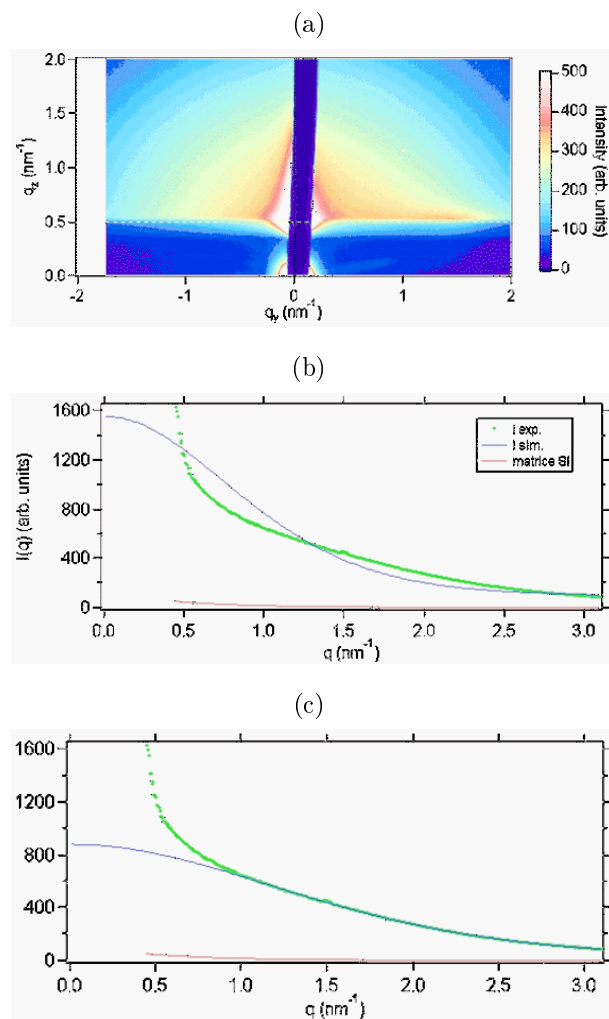 (a)
2.0
1.5
1.0
0.5
0.0
q_z (nm⁻¹)
-2 -1 0 1 2
q_y (nm⁻¹)
500
400
300
200
100
0
Intensity (arb. units)
(b)
1600
1200
800
400
0
I(q) (arb. units)
I exp.
I sim.
matrice Si
0.0 0.5 1.0 1.5 2.0 2.5 3.0
q (nm⁻¹)
(c)
1600
1200
800
400
0
0.0 0.5 1.0 1.5 2.0 2.5 3.0
q (nm⁻¹)